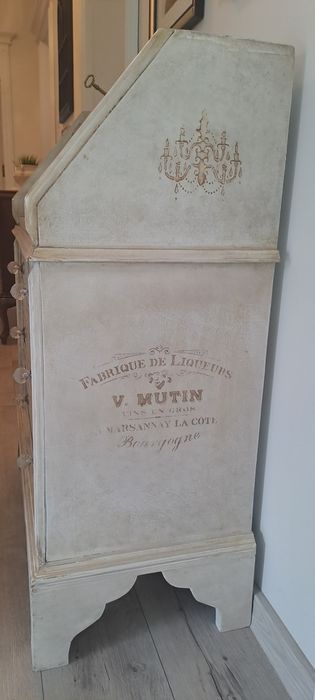 FABRIQUE DE LIQUEURS
V. MUTIN
VINS EN GROS
A MARSANNAY LA COTE
Bourgogne